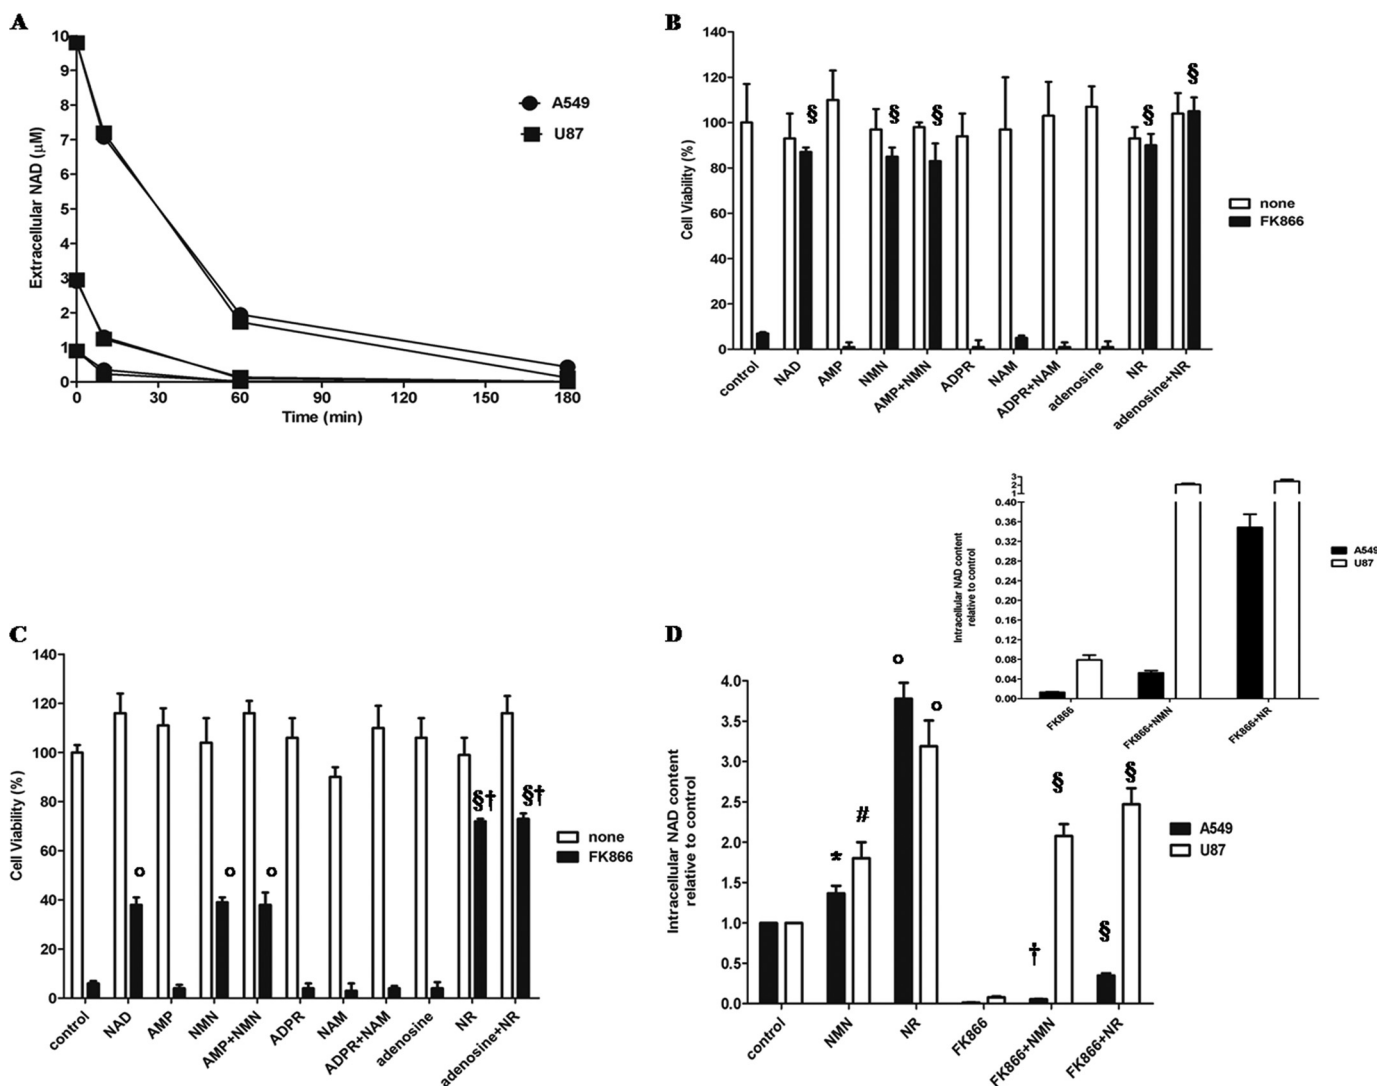 A
10
9
8
7
6
5
4
3
2
1
0
Extracellular NAD (μM)
0 30 60 90 120 150 180
Time (min)
A549
U87
B
140
120
100
80
60
40
20
0
Cell Viability (%)
§ § § § §
none
FK866
control NAD AMP NMN AMP+NMN ADPR NAM ADPR+NAM adenosine NR adenosine+NR
C
140
120
100
80
60
40
20
0
Cell Viability (%)
o o o §† §†
none
FK866
control NAD AMP NMN AMP+NMN ADPR NAM ADPR+NAM adenosine NR adenosine+NR
D
3
2
1
0.40
0.36
0.32
0.28
0.24
0.20
0.16
0.12
0.08
0.04
0.00
Intracellular NAD content
relative to control
FK866 FK866+NMN FK866+NR
A549
U87
4.0
3.5
3.0
2.5
2.0
1.5
1.0
0.5
0.0
Intracellular NAD content
relative to control
* # o o † § § §
A549
U87
control NMN NR FK866 FK866+NMN FK866+NR